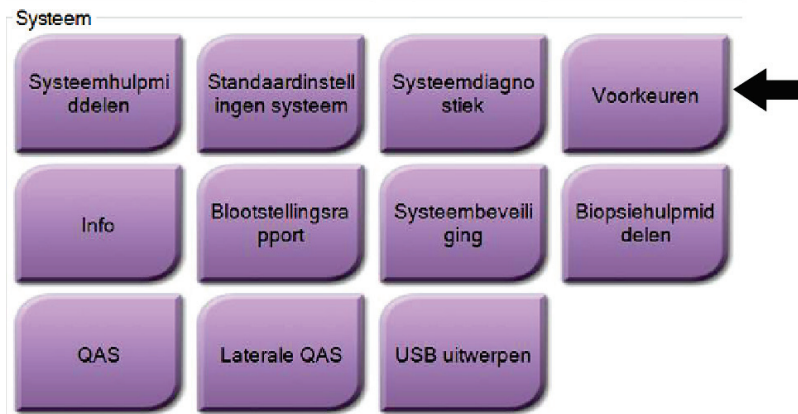 Systeem
Systeemhulpmi
ddelen
Standaardinstell
ingen systeem
Systeemdiagno
stiek
Voorkeuren
Info
Blootstellingsra
pport
Systeembeveili
ging
Biopsiehulpmid
delen
QAS
Laterale QAS
USB uitwerpen